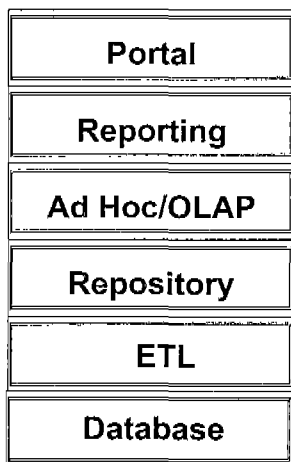 Portal
Reporting
Ad Hoc/OLAP
Repository
ETL
Database